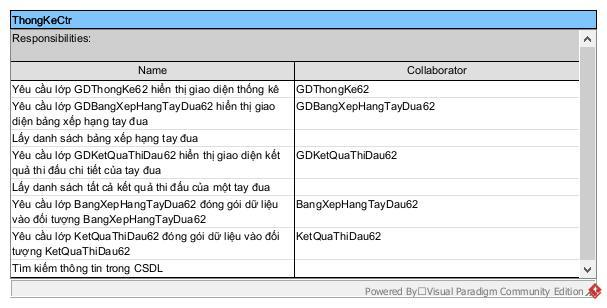 ThongKeCtr
Responsibilities:
Name Collaborator
Yêu cầu lớp GDThongKe62 hiển thị giao diện thống kê GDThongKe62
Yêu cầu lớp GDBangXepHangTayDua62 hiển thị giao GDBangXepHangTayDua62
diện bảng xếp hạng tay đua
Lấy danh sách bảng xếp hạng tay đua
Yêu cầu lớp GDKetQuaThiDau62 hiển thị giao diện kết GDKetQuaThiDau62
quả thi đấu chi tiết của tay đua
Lấy danh sách tất cả kết quả thi đấu của một tay đua
Yêu cầu lớp BangXepHangTayDua62 đóng gói dữ liệu BangXepHangTayDau62
vào đối tượng BangXepHangTayDua62
Yêu cầu lớp KetQuaThiDau62 đóng gói dữ liệu vào đối KetQuaThiDau62
tượng KetQuaThiDau62
Tìm kiếm thông tin trong CSDL
Powered By□Visual Paradigm Community Edition